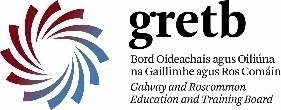 gretb
Bord Oideachais agus Oiliúna
na Gaillimhe agus Ros Comáin
Galway and Roscommon
Education and Training Board